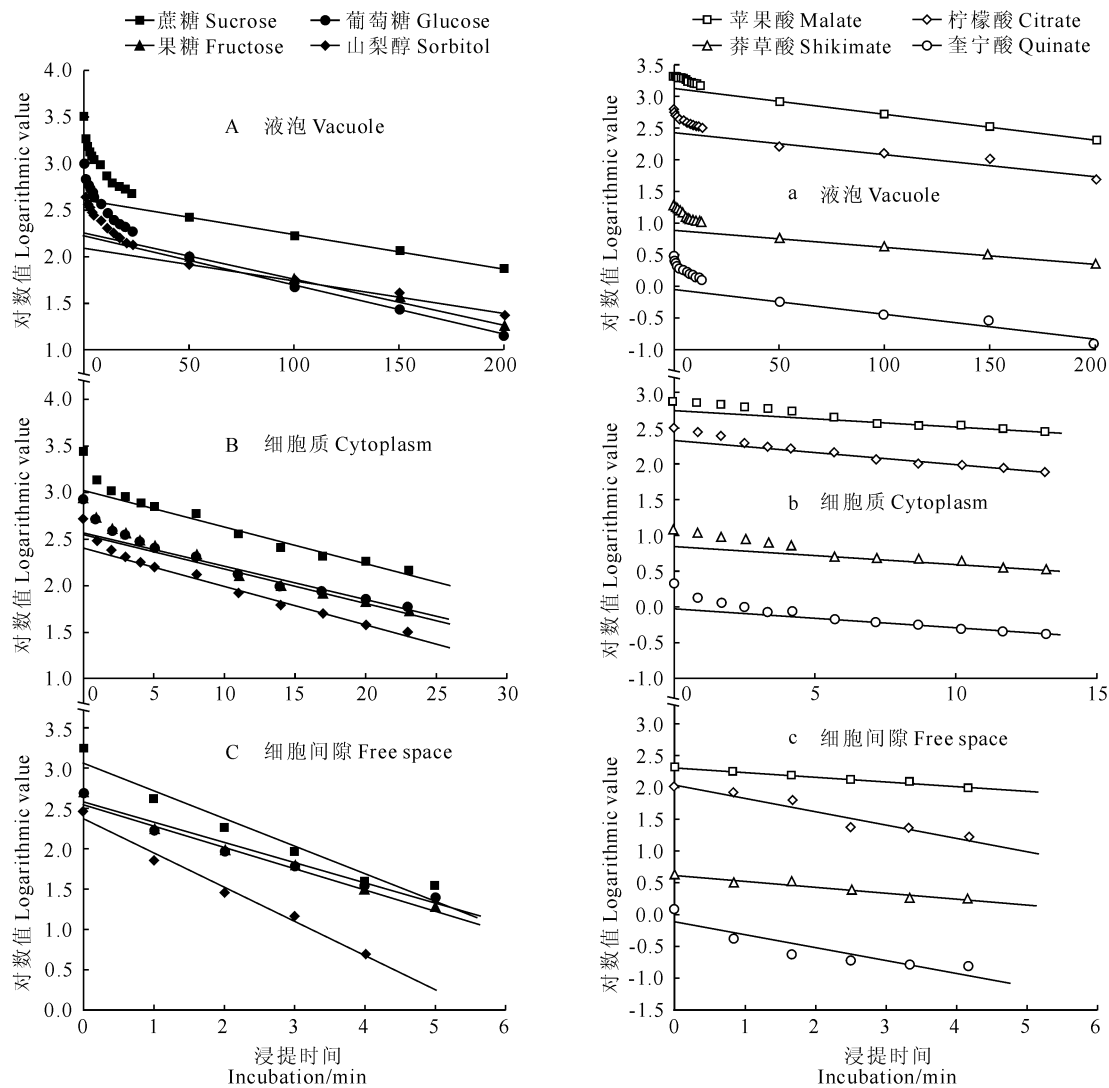 蔗糖 Sucrose 葡萄糖 Glucose
果糖 Fructose 山梨醇 Sorbitol
4.0
3.5
3.0
2.5
2.0
1.5
1.0
对数值 Logarithmic value
A 液泡 Vacuole
0 50 100 150 200
4.0
3.5
3.0
2.5
2.0
1.5
1.0
对数值 Logarithmic value
B 细胞质 Cytoplasm
0 5 10 15 20 25 30
3.5
3.0
2.5
2.0
1.5
1.0
0.5
0.0
对数值 Logarithmic value
C 细胞间隙 Free space
0 1 2 3 4 5 6
浸提时间
Incubation/min
苹果酸 Malate 柠檬酸 Citrate
莽草酸 Shikimate 奎宁酸 Quinate
3.5
3.0
2.5
2.0
1.5
1.0
0.5
0.0
-0.5
-1.0
对数值 Logarithmic value
a 液泡 Vacuole
0 50 100 150 200
3.0
2.5
2.0
1.0
0.5
0.0
-0.5
-1.0
对数值 Logarithmic value
b 细胞质 Cytoplasm
0 5 10 15
3.0
2.5
2.0
1.5
1.0
0.5
0.0
-0.5
-1.0
-1.5
对数值 Logarithmic value
c 细胞间隙 Free space
0 1 2 3 4 5 6
浸提时间
Incubation/min